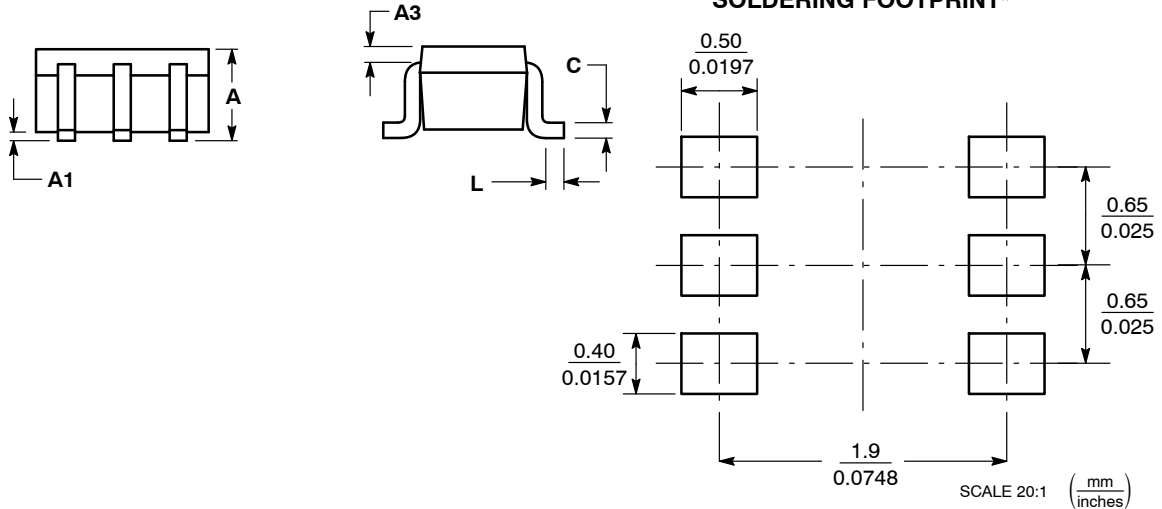 SOLDERING FOOTPRINT*
A3
0.50
0.0197
C
A
A1
L
0.65
0.025
0.65
0.025
0.40
0.0157
1.9
0.0748
SCALE 20:1 (mm
inches)